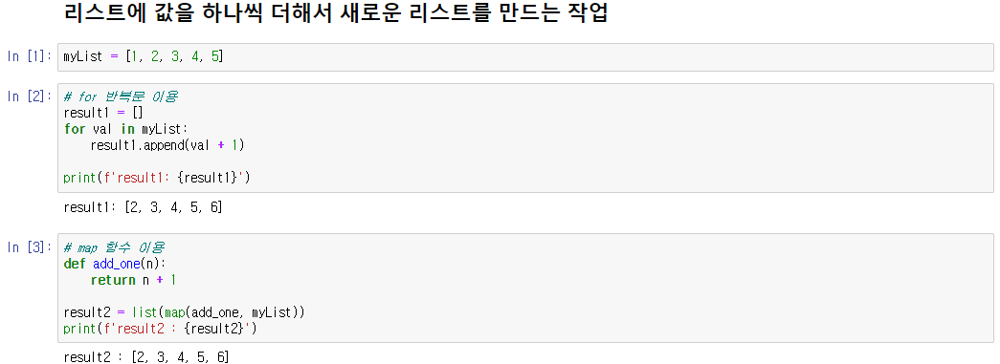 리스트에 값을 하나씩 더해서 새로운 리스트를 만드는 작업
In [1]: myList = [1, 2, 3, 4, 5]
In [2]: # for 반복문 이용
result1 = []
for val in myList:
    result1.append(val + 1)
print(f'result1: {result1}')
result1: [2, 3, 4, 5, 6]
In [3]: # map 함수 이용
def add_one(n):
    return n + 1
result2 = list(map(add_one, myList))
print(f'result2 : {result2}')
result2 : [2, 3, 4, 5, 6]